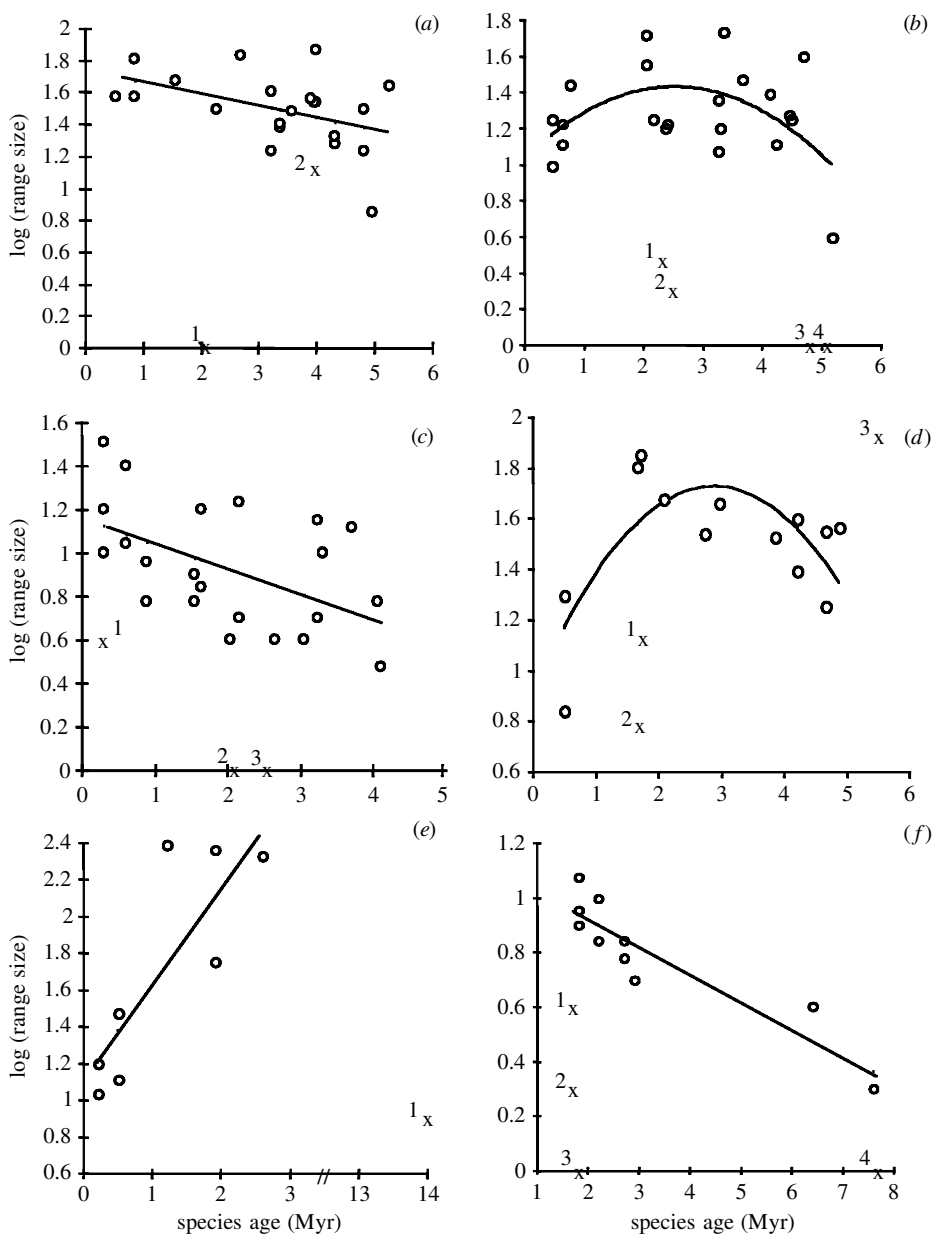 (a)
2
1.8
1.6
1.4
1.2
1
0.8
0.6
0.4
0.2
0
log (range size)
2 x
1 x
0 1 2 3 4 5 6
(b)
1.8
1.6
1.4
1.2
1
0.8
0.6
0.4
0.2
0
1 x
2 x
3 x 4 x
0 1 2 3 4 5 6
(c)
1.6
1.4
1.2
1
0.8
0.6
0.4
0.2
0
log (range size)
x 1
2 x 3 x
0 1 2 3 4 5
(d)
2
1.8
1.6
1.4
1.2
1
0.8
0.6
3 x
1 x
2 x
0 1 2 3 4 5 6
(e)
2.4
2.2
2
1.8
1.6
1.4
1.2
1
0.8
0.6
log (range size)
1 x
0 1 2 3 13 14
species age (Myr)
(f)
1.2
1
0.8
0.6
0.4
0.2
0
1 x
2 x
3 x 4 x
1 2 3 4 5 6 7 8
species age (Myr)